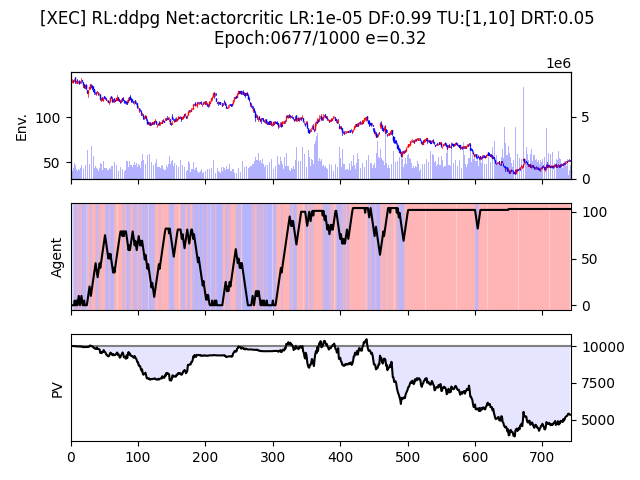 [XEC] RL:ddpg Net:actorcritic LR:1e-05 DF:0.99 TU:[1,10] DRT:0.05
Epoch:0677/1000 e=0.32
1e6
Env.
100
50
5
0
Agent
100
50
0
PV
10000
7500
5000
0 100 200 300 400 500 600 700